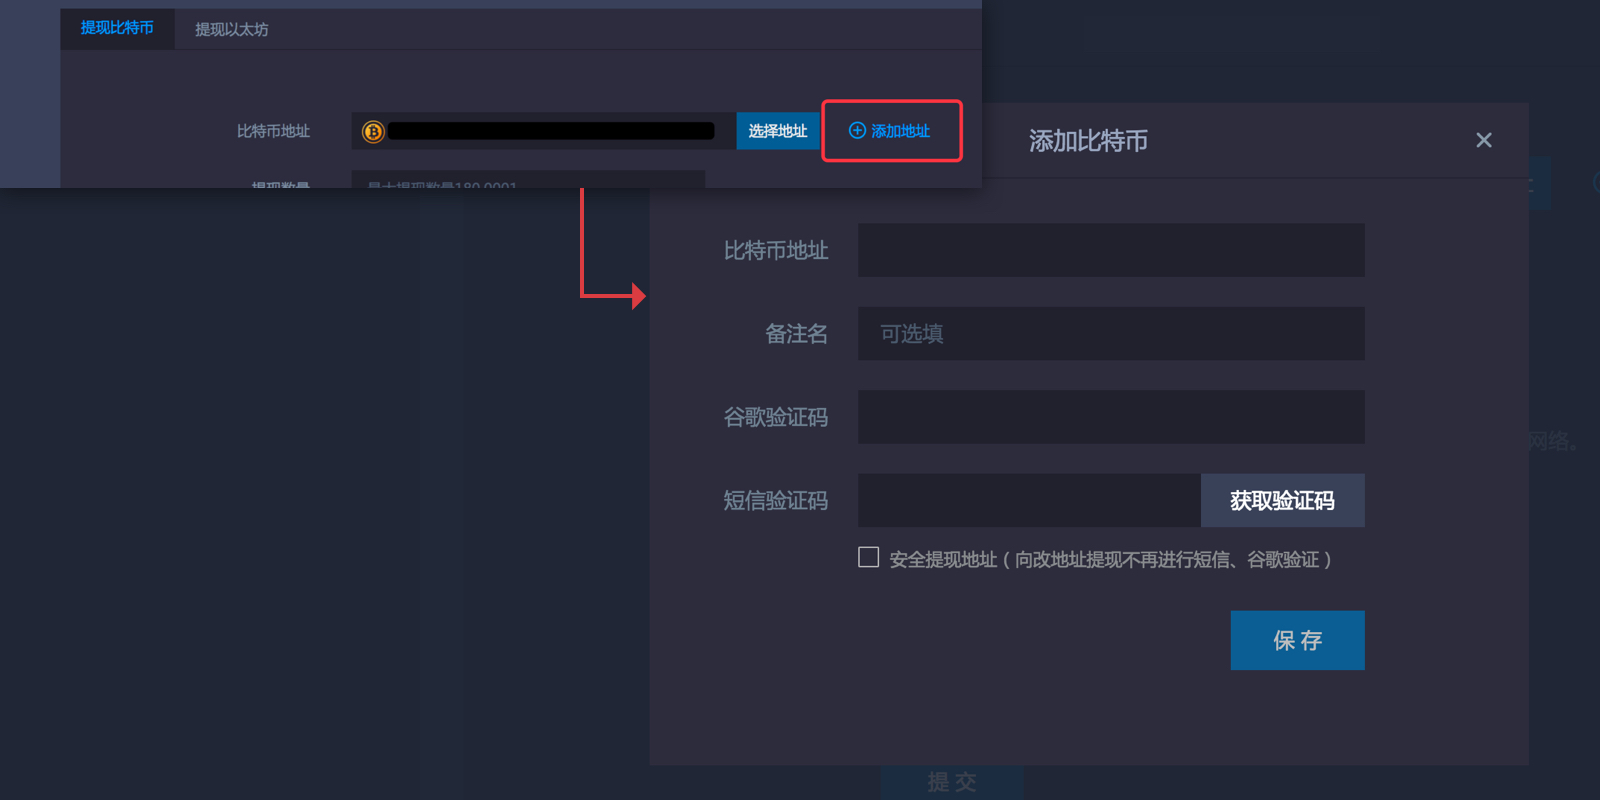 提现比特币
提现以太坊
比特币地址
选择地址
添加地址
提现数量
最大提现数量180.0001
添加比特币
比特币地址
备注名
可选填
谷歌验证码
短信验证码
获取验证码
安全提现地址（向改地址提现不再进行短信、谷歌验证）
保 存
网络。
提 交